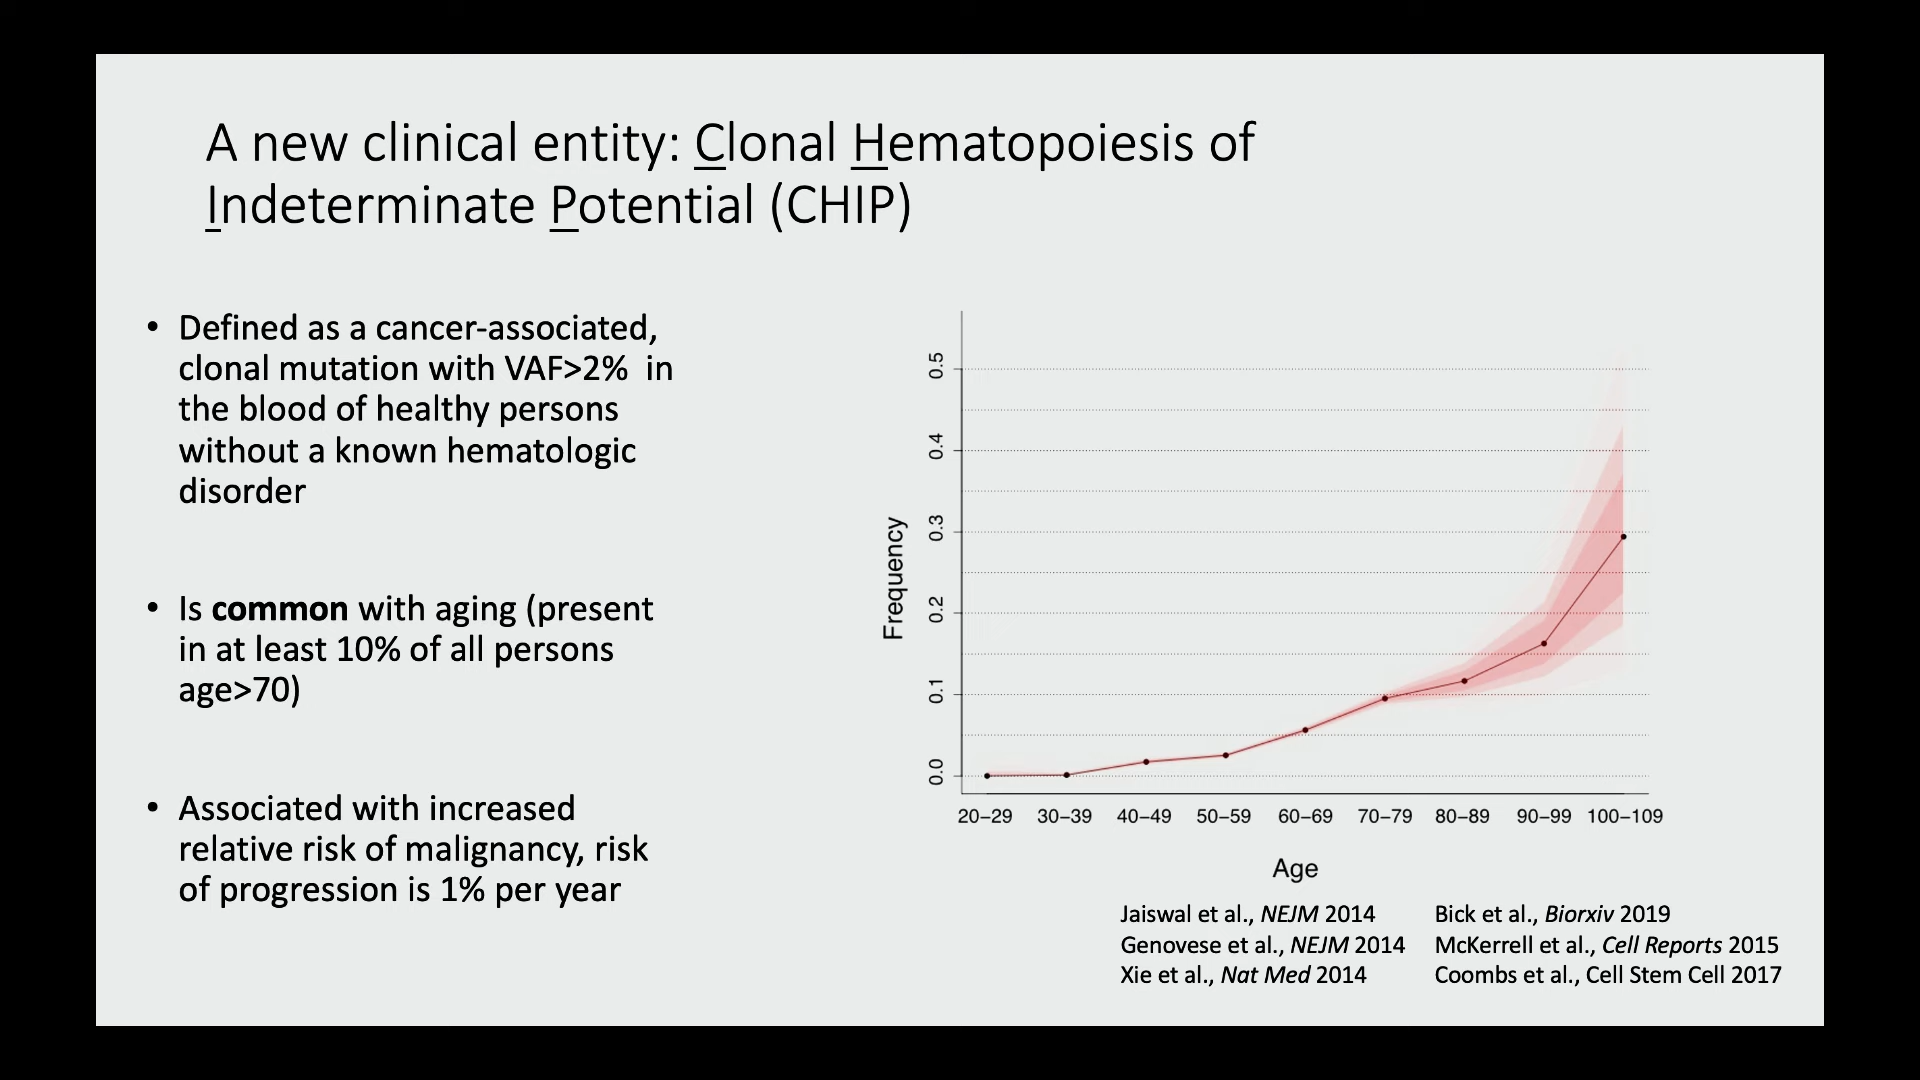 A new clinical entity: Clonal Hematopoiesis of
Indeterminate Potential (CHIP)
• Defined as a cancer-associated,
clonal mutation with VAF>2% in
the blood of healthy persons
without a known hematologic
disorder
• Is common with aging (present
in at least 10% of all persons
age>70)
• Associated with increased
relative risk of malignancy, risk
of progression is 1% per year
Frequency
0.5
0.4
0.3
0.2
0.1
0.0
20–29 30–39 40–49 50–59 60–69 70–79 80–89 90–99 100–109
Age
Jaiswal et al., NEJM 2014
Genovese et al., NEJM 2014
Xie et al., Nat Med 2014
Bick et al., Biorxiv 2019
McKerrell et al., Cell Reports 2015
Coombs et al., Cell Stem Cell 2017